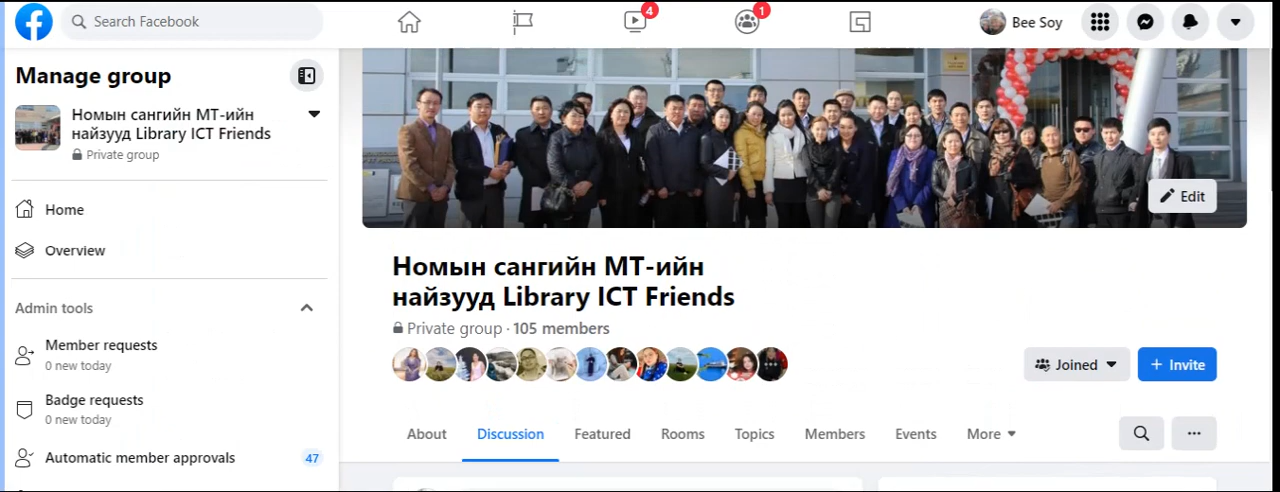 Search Facebook
4
1
Bee Soy
Manage group
Номын сангийн МТ-ийн
найзууд Library ICT Friends
Private group
Home
Overview
Admin tools
Member requests
0 new today
Badge requests
0 new today
Automatic member approvals
47
Edit
Номын сангийн МТ-ийн
найзууд Library ICT Friends
Private group · 105 members
Joined
+ Invite
About
Discussion
Featured
Rooms
Topics
Members
Events
More